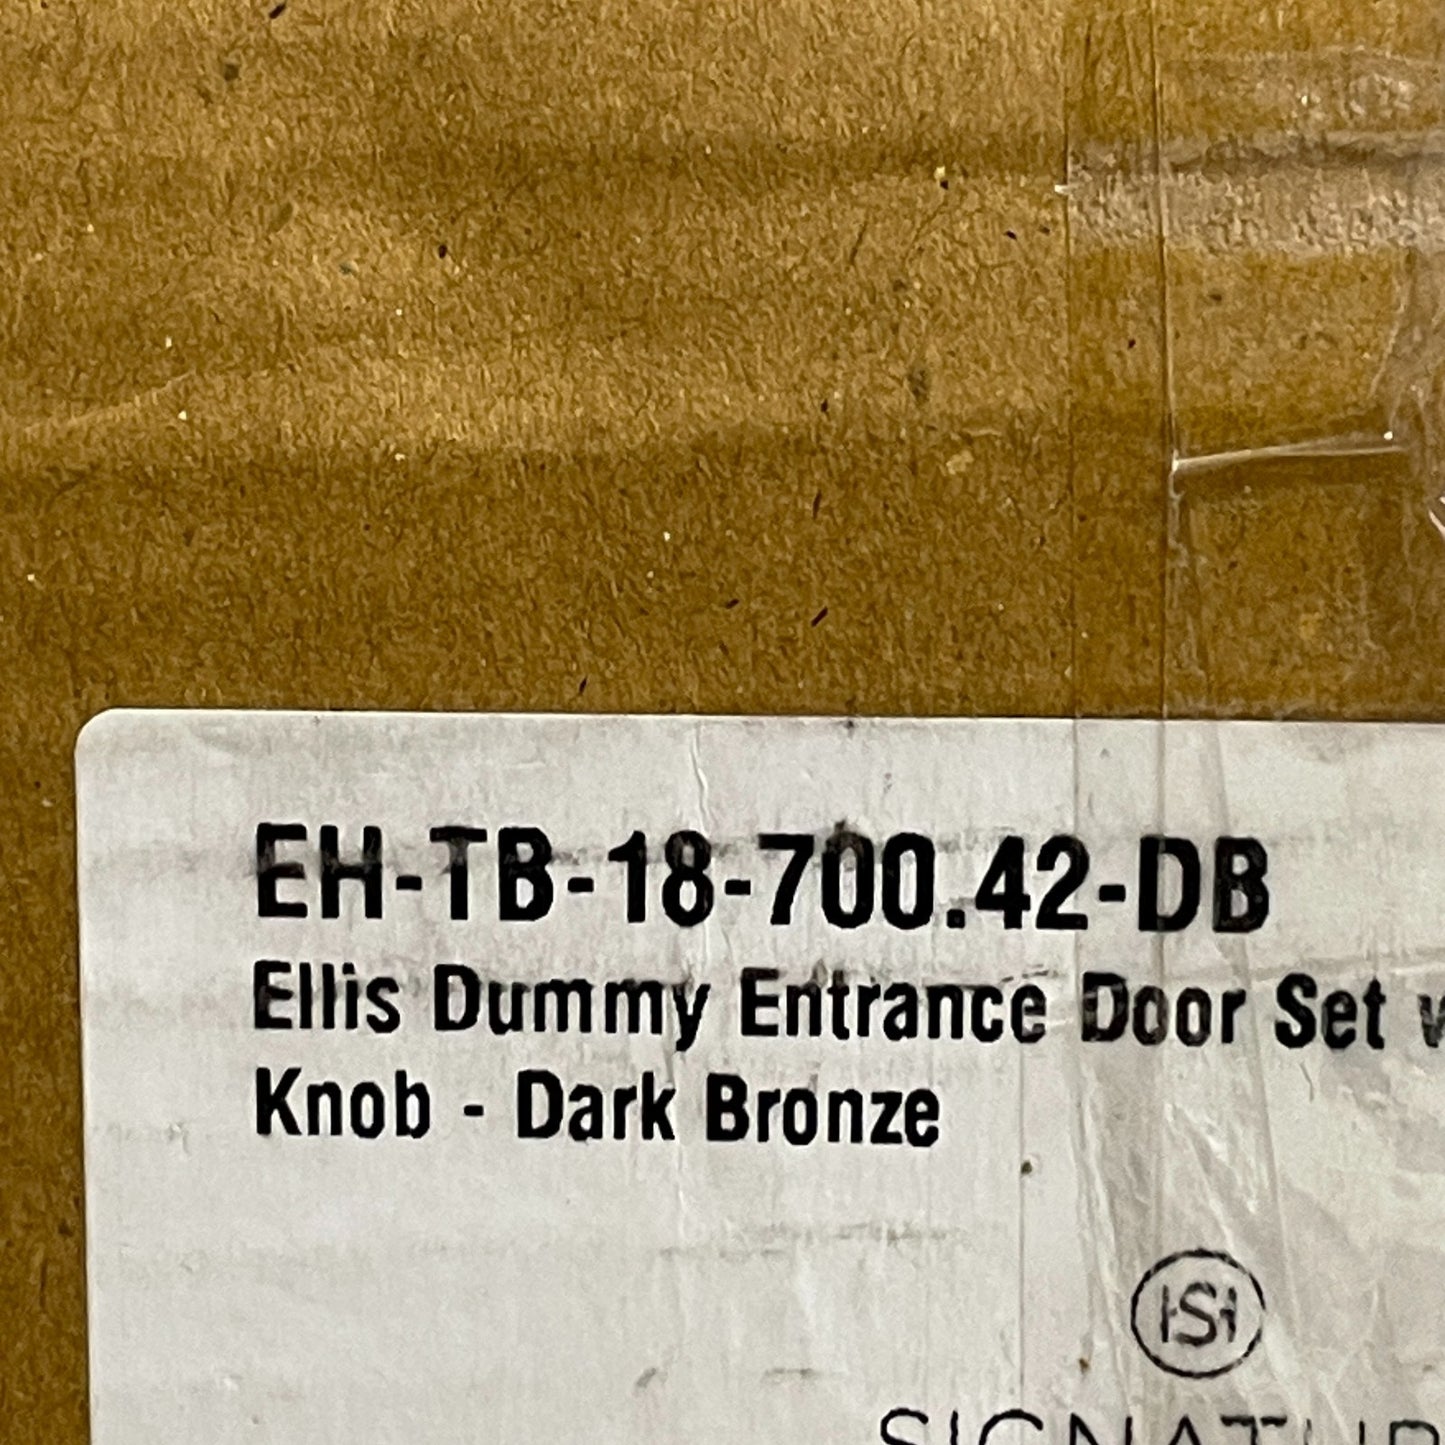 EH-TB-18-700.42-DB
Ellis Dummy Entrance Door Set
Knob - Dark Bronze